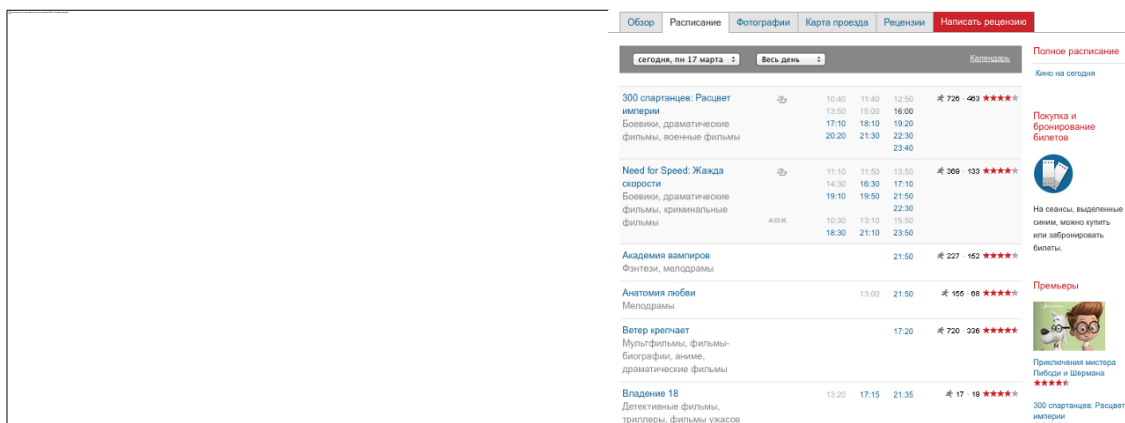 Обзор Расписание Фотографии Карта проезда Рецензии Написать рецензию
сегодня, пн 17 марта Весь день Календарь
300 спартанцев: Расцвет
империи
Боевики, драматические
фильмы, военные фильмы
3D
10:40 11:40 12:50
13:50 15:00 16:00
17:10 18:10 19:20
20:20 21:30 22:30
23:40
726 · 463
Need for Speed: Жажда
скорости
Боевики, драматические
фильмы, криминальные
фильмы
3D
11:10 11:50 13:50
14:30 16:30 17:10
19:10 19:50 21:50
22:30
4DX
10:30 13:10 15:50
18:30 21:10 23:50
369 · 133
Академия вампиров
Фэнтези, мелодрамы
21:50
227 · 152
Анатомия любви
Мелодрамы
13:00 21:50
155 · 68
Ветер крепчает
Мультфильмы, фильмы-
биографии, аниме,
драматические фильмы
17:20
720 · 336
Владение 18
Детективные фильмы,
триллеры, фильмы ужасов
13:20 17:15 21:35
17 · 19
Полное расписание
Кино на сегодня
Покупка и
бронирование
билетов
На сеансы, выделенные
синим, можно купить
или забронировать
билеты.
Премьеры
Приключения мистера
Пибоди и Шермана
300 спартанцев: Расцвет
империи